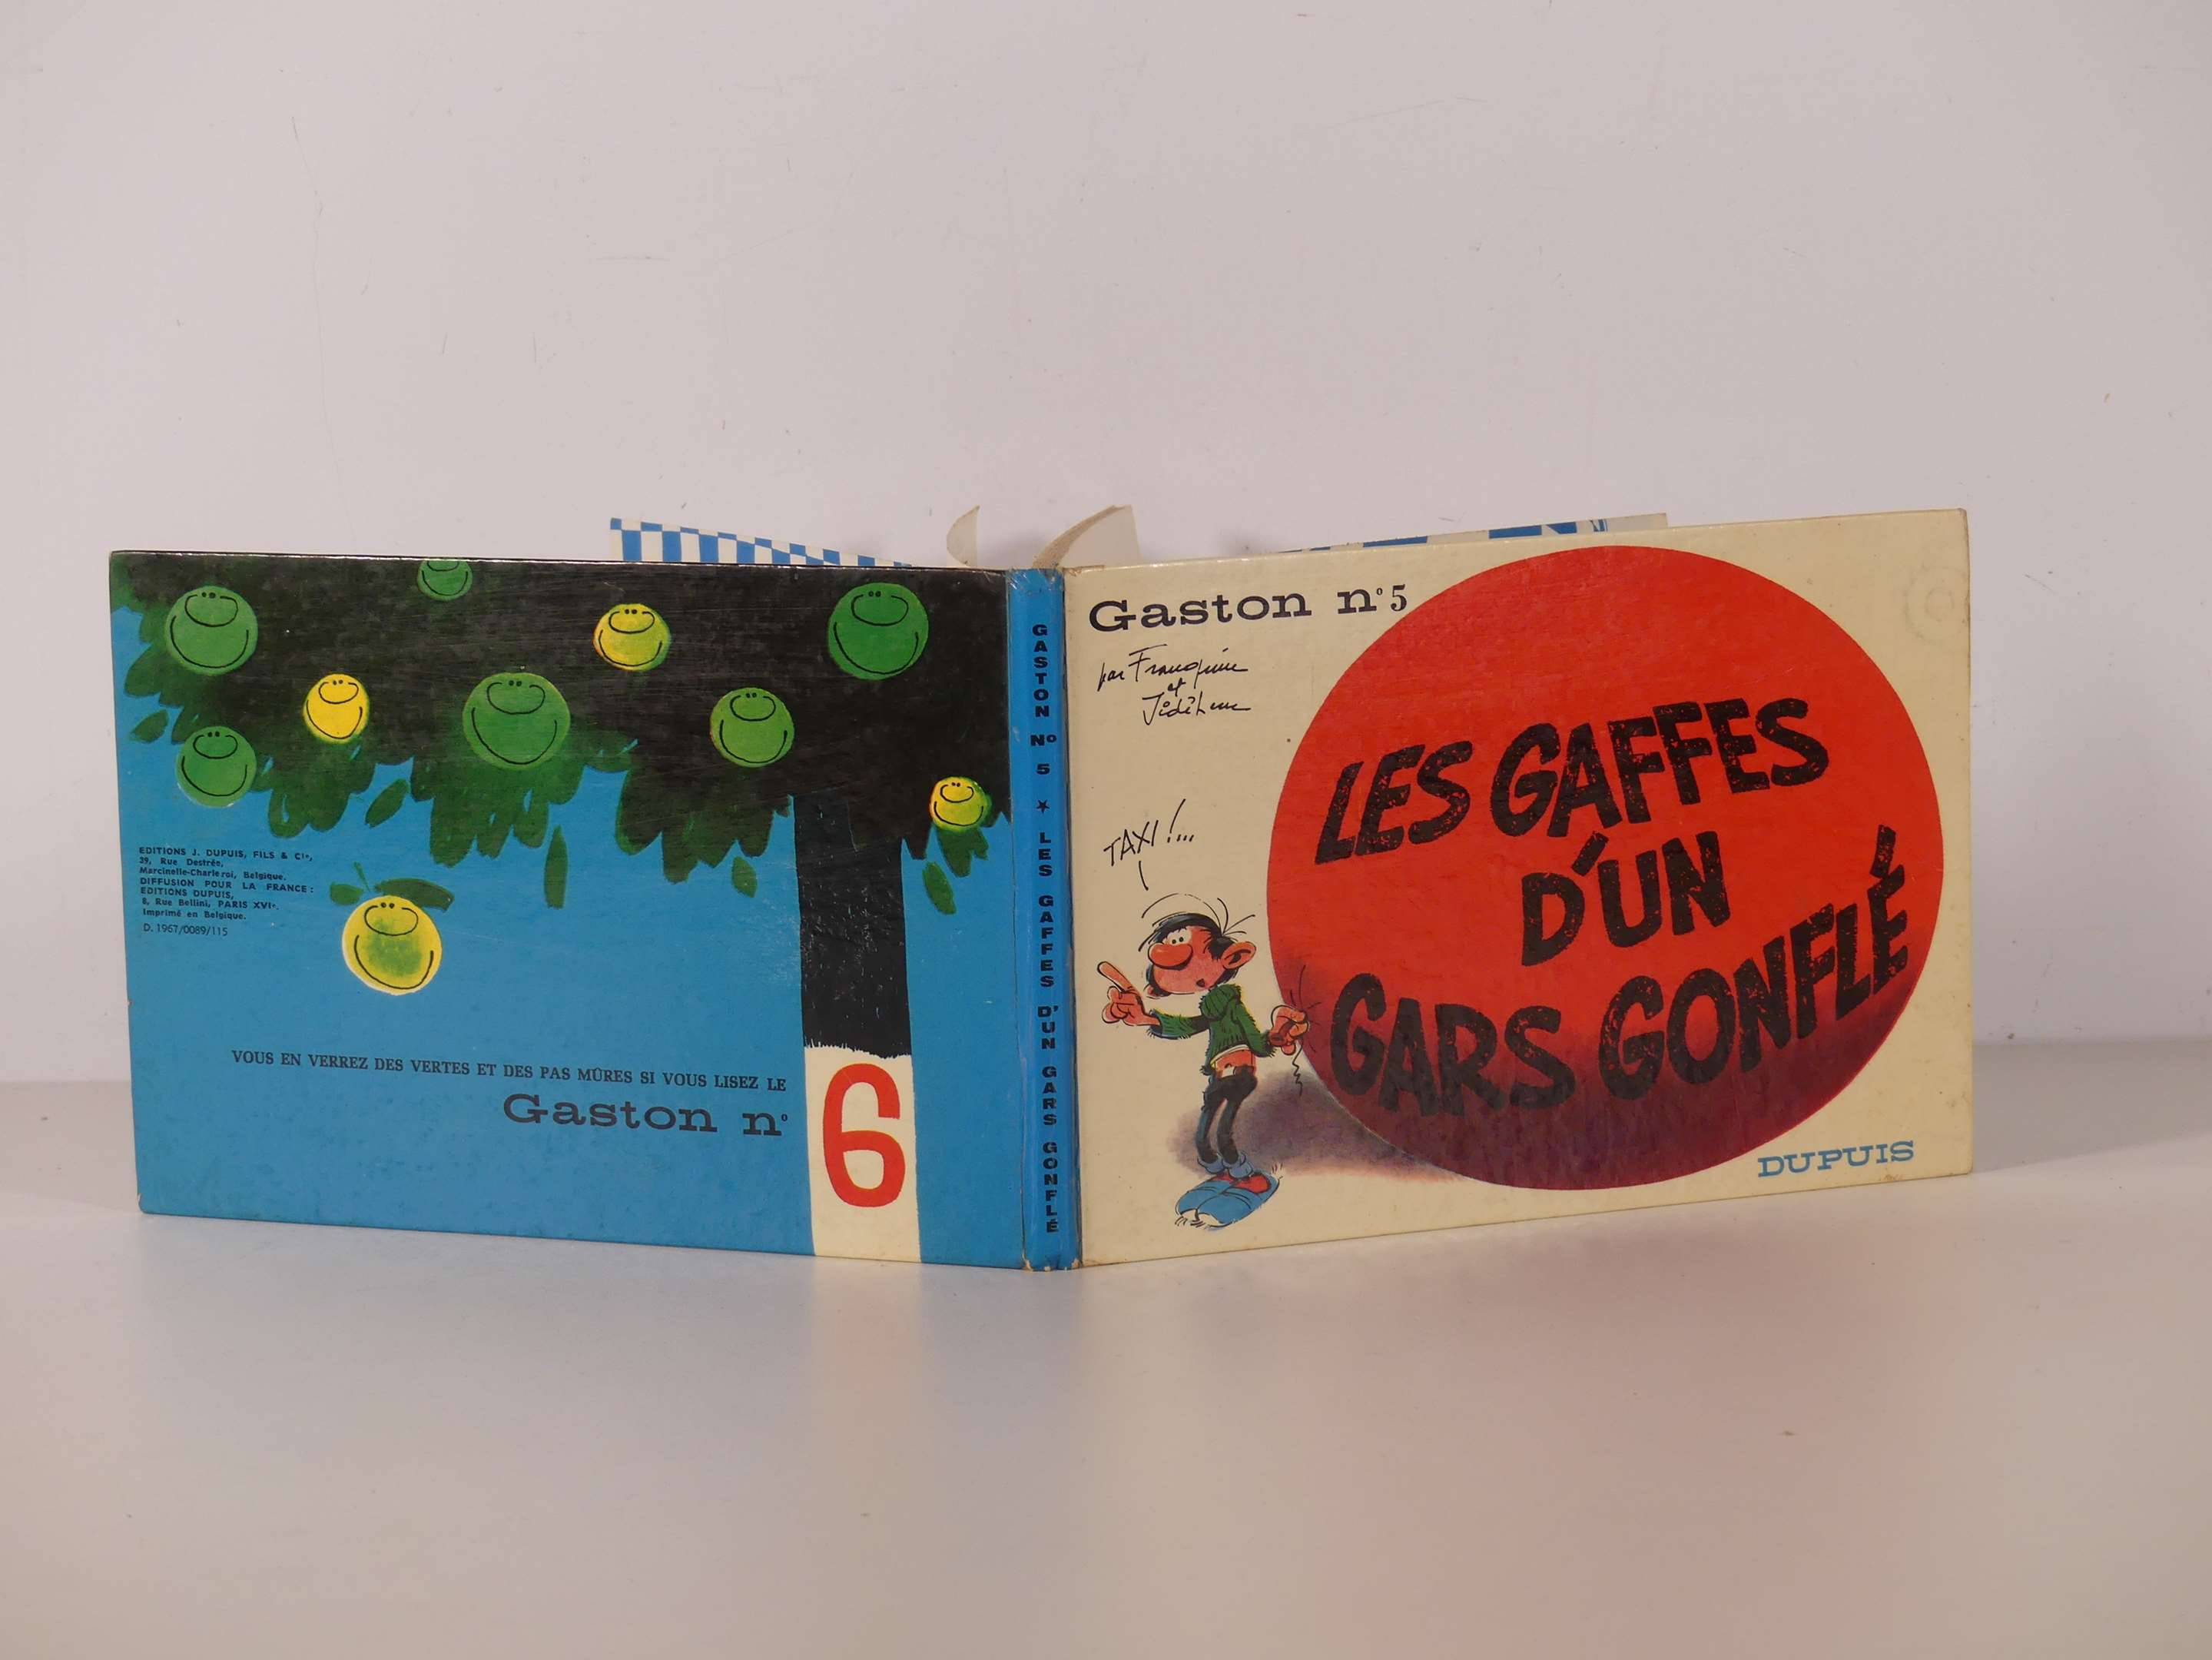 EDITIONS J. DUPUIS, FILS & Cie,
39, Rue Destrée,
Marcinelle-Charleroi, Belgique.
DIFFUSION POUR LA FRANCE :
EDITIONS DUPUIS,
8, Rue Bellini, PARIS XVIe.
Imprimé en Belgique.
D. 1967/0089/115
VOUS EN VERREZ DES VERTES ET DES PAS MÛRES SI VOUS LISEZ LE
Gaston n°
6
GASTON No 5 * LES GAFFES D'UN GARS GONFLÉ
Gaston n°5
par Franquin
et
Jidéhem
TAXI !...
LES GAFFES
D'UN
GARS GONFLÉ
DUPUIS